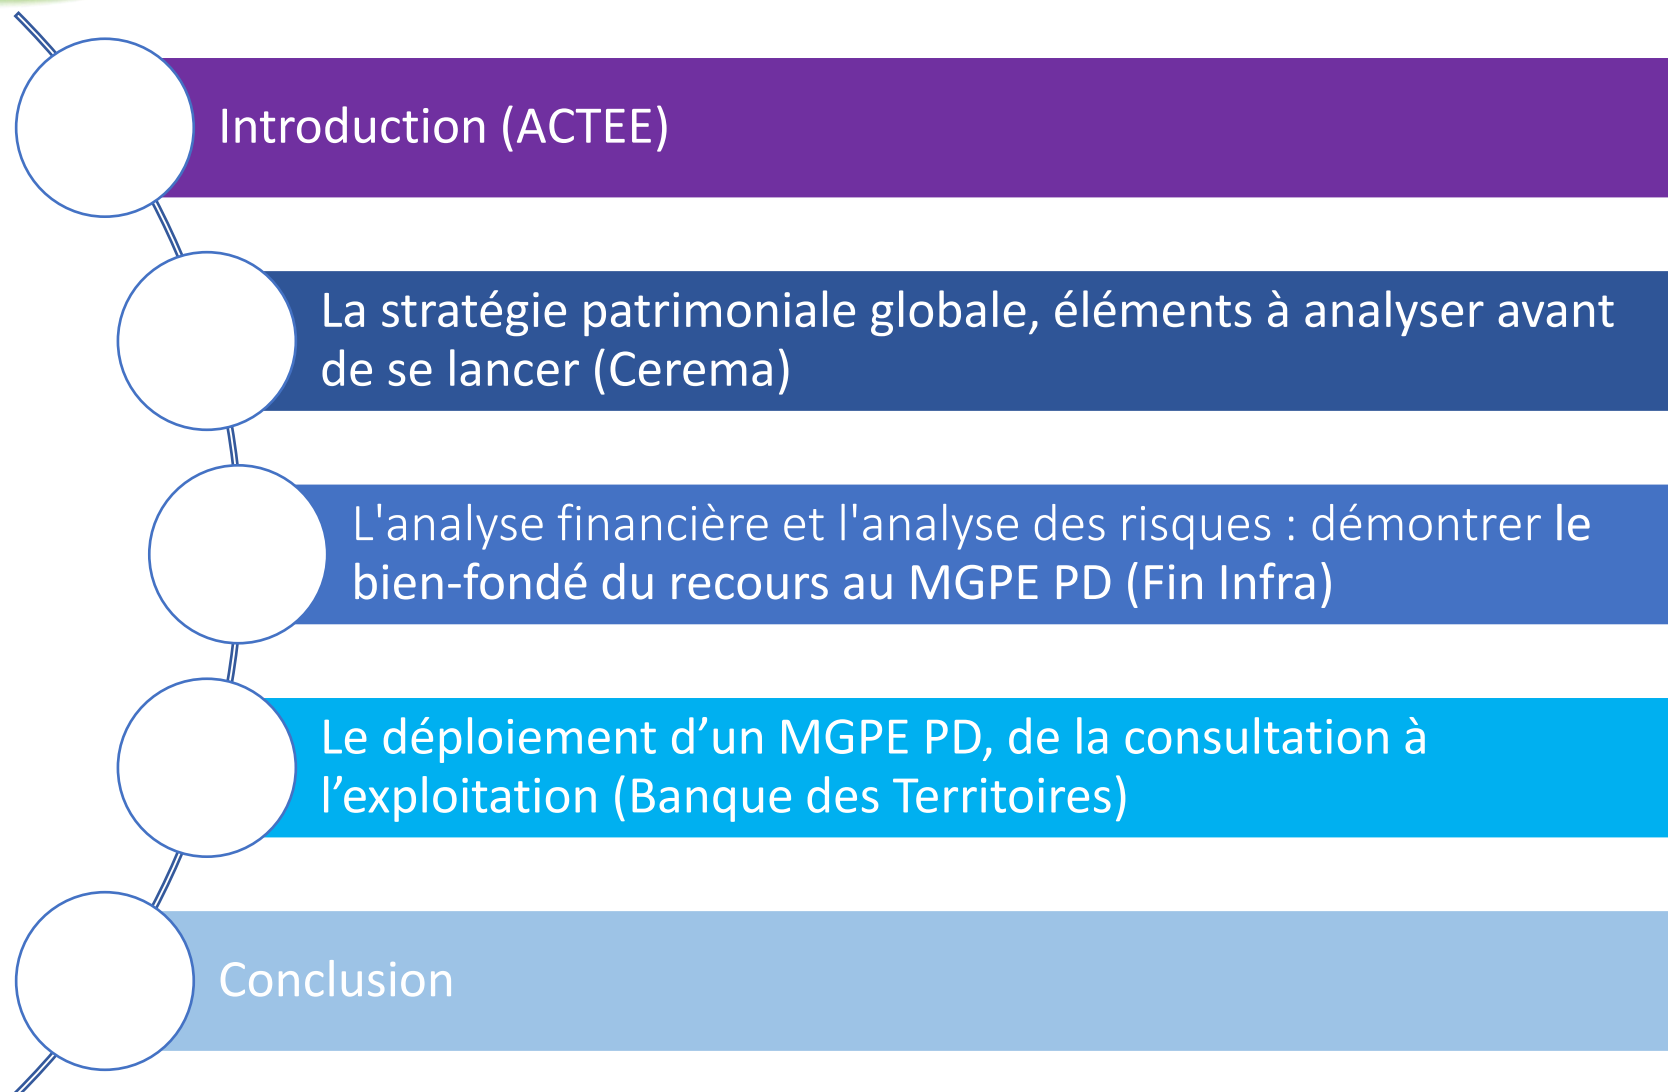 Introduction (ACTEE)
La stratégie patrimoniale globale, éléments à analyser avant
de se lancer (Cerema)
L'analyse financière et l'analyse des risques : démontrer le
bien-fondé du recours au MGPE PD (Fin Infra)
Le déploiement d’un MGPE PD, de la consultation à
l’exploitation (Banque des Territoires)
Conclusion